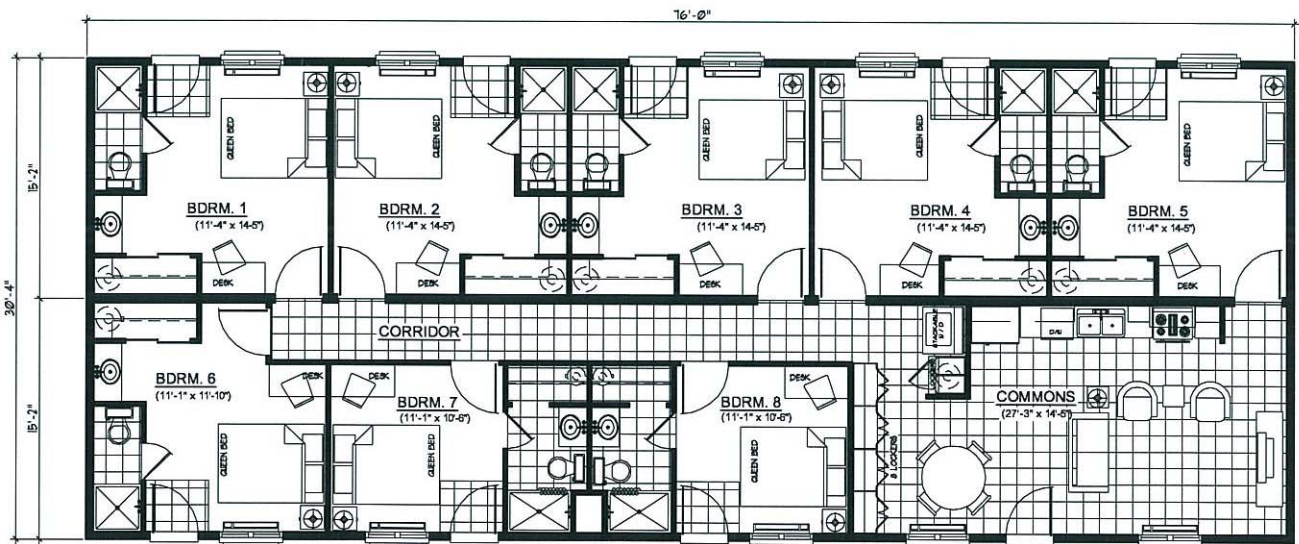 76'-0"
30'-4"
15'-2"
15'-2"
QUEEN BED
QUEEN BED
QUEEN BED
QUEEN BED
QUEEN BED
BDRM. 1
(11'-4" x 14-5")
BDRM. 2
(11'-4" x 14-5")
BDRM. 3
(11'-4" x 14-5")
BDRM. 4
(11'-4" x 14-5")
BDRM. 5
(11'-4" x 14-5")
DESK
DESK
DESK
DESK
DESK
CORRIDOR
STACKABLE
W / D
D/W
LOCKERS
BDRM. 6
(11'-1" x 11'-10")
DESK
DESK
BDRM. 7
(11'-1" x 10'-6")
DESK
BDRM. 8
(11'-1" x 10'-6")
COMMONS
(27'-3" x 14'-5")
QUEEN BED
QUEEN BED
QUEEN BED
8 LOCKERS